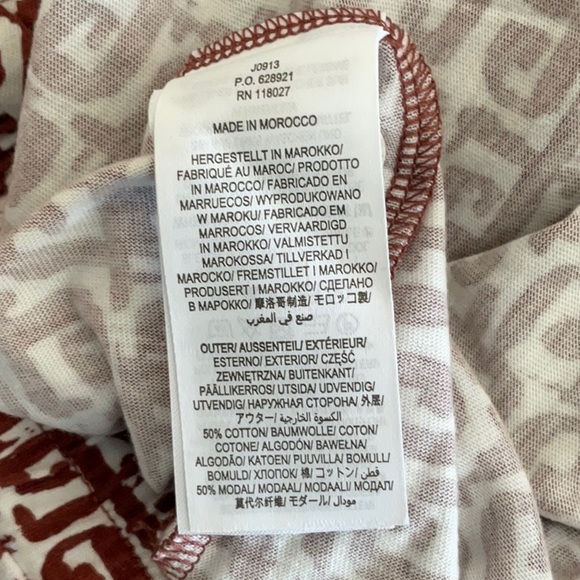 J0913
P.O. 628921
RN 118027
MADE IN MOROCCO
HERGESTELLT IN MAROKKO/
FABRIQUÉ AU MAROC/ PRODOTTO
IN MAROCCO/ FABRICADO EN
MARRUECOS/ WYPRODUKOWANO
W MAROKU/ FABRICADO EM
MARROCOS/ VERVAARDIGD
IN MAROKKO/ VALMISTETTU
MAROKOSSA/ TILLVERKAD I
MAROCKO/ FREMSTILLET I MAROKKO/
PRODUSERT I MAROKKO/ СДЕЛАНО
В МАРОККО/ 摩洛哥制造/ モロッコ製/
صنع في المغرب
OUTER/ AUSSENTEIL/ EXTÉRIEUR/
ESTERNO/ EXTERIOR/ CZĘŚĆ
ZEWNĘTRZNA/ BUITENKANT/
PÄÄLLIKERROS/ UTSIDA/ UDVENDIG/
UTVENDIG/ НАРУЖНАЯ СТОРОНА/ 外层/
アウター/ الكسوة الخارجية/
50% COTTON/ BAUMWOLLE/ COTON/
COTONE/ ALGODÓN/ BAWEŁNA/
ALGODÃO/ KATOEN/ PUUVILLA/ BOMULL/
BOMULD/ ХЛОПОК/ 棉/ コットン/ قطن/
50% MODAL/ MODAAL/ MODAALI/ МОДАЛ/
莫代尔纤维/ モダール/ مودال/